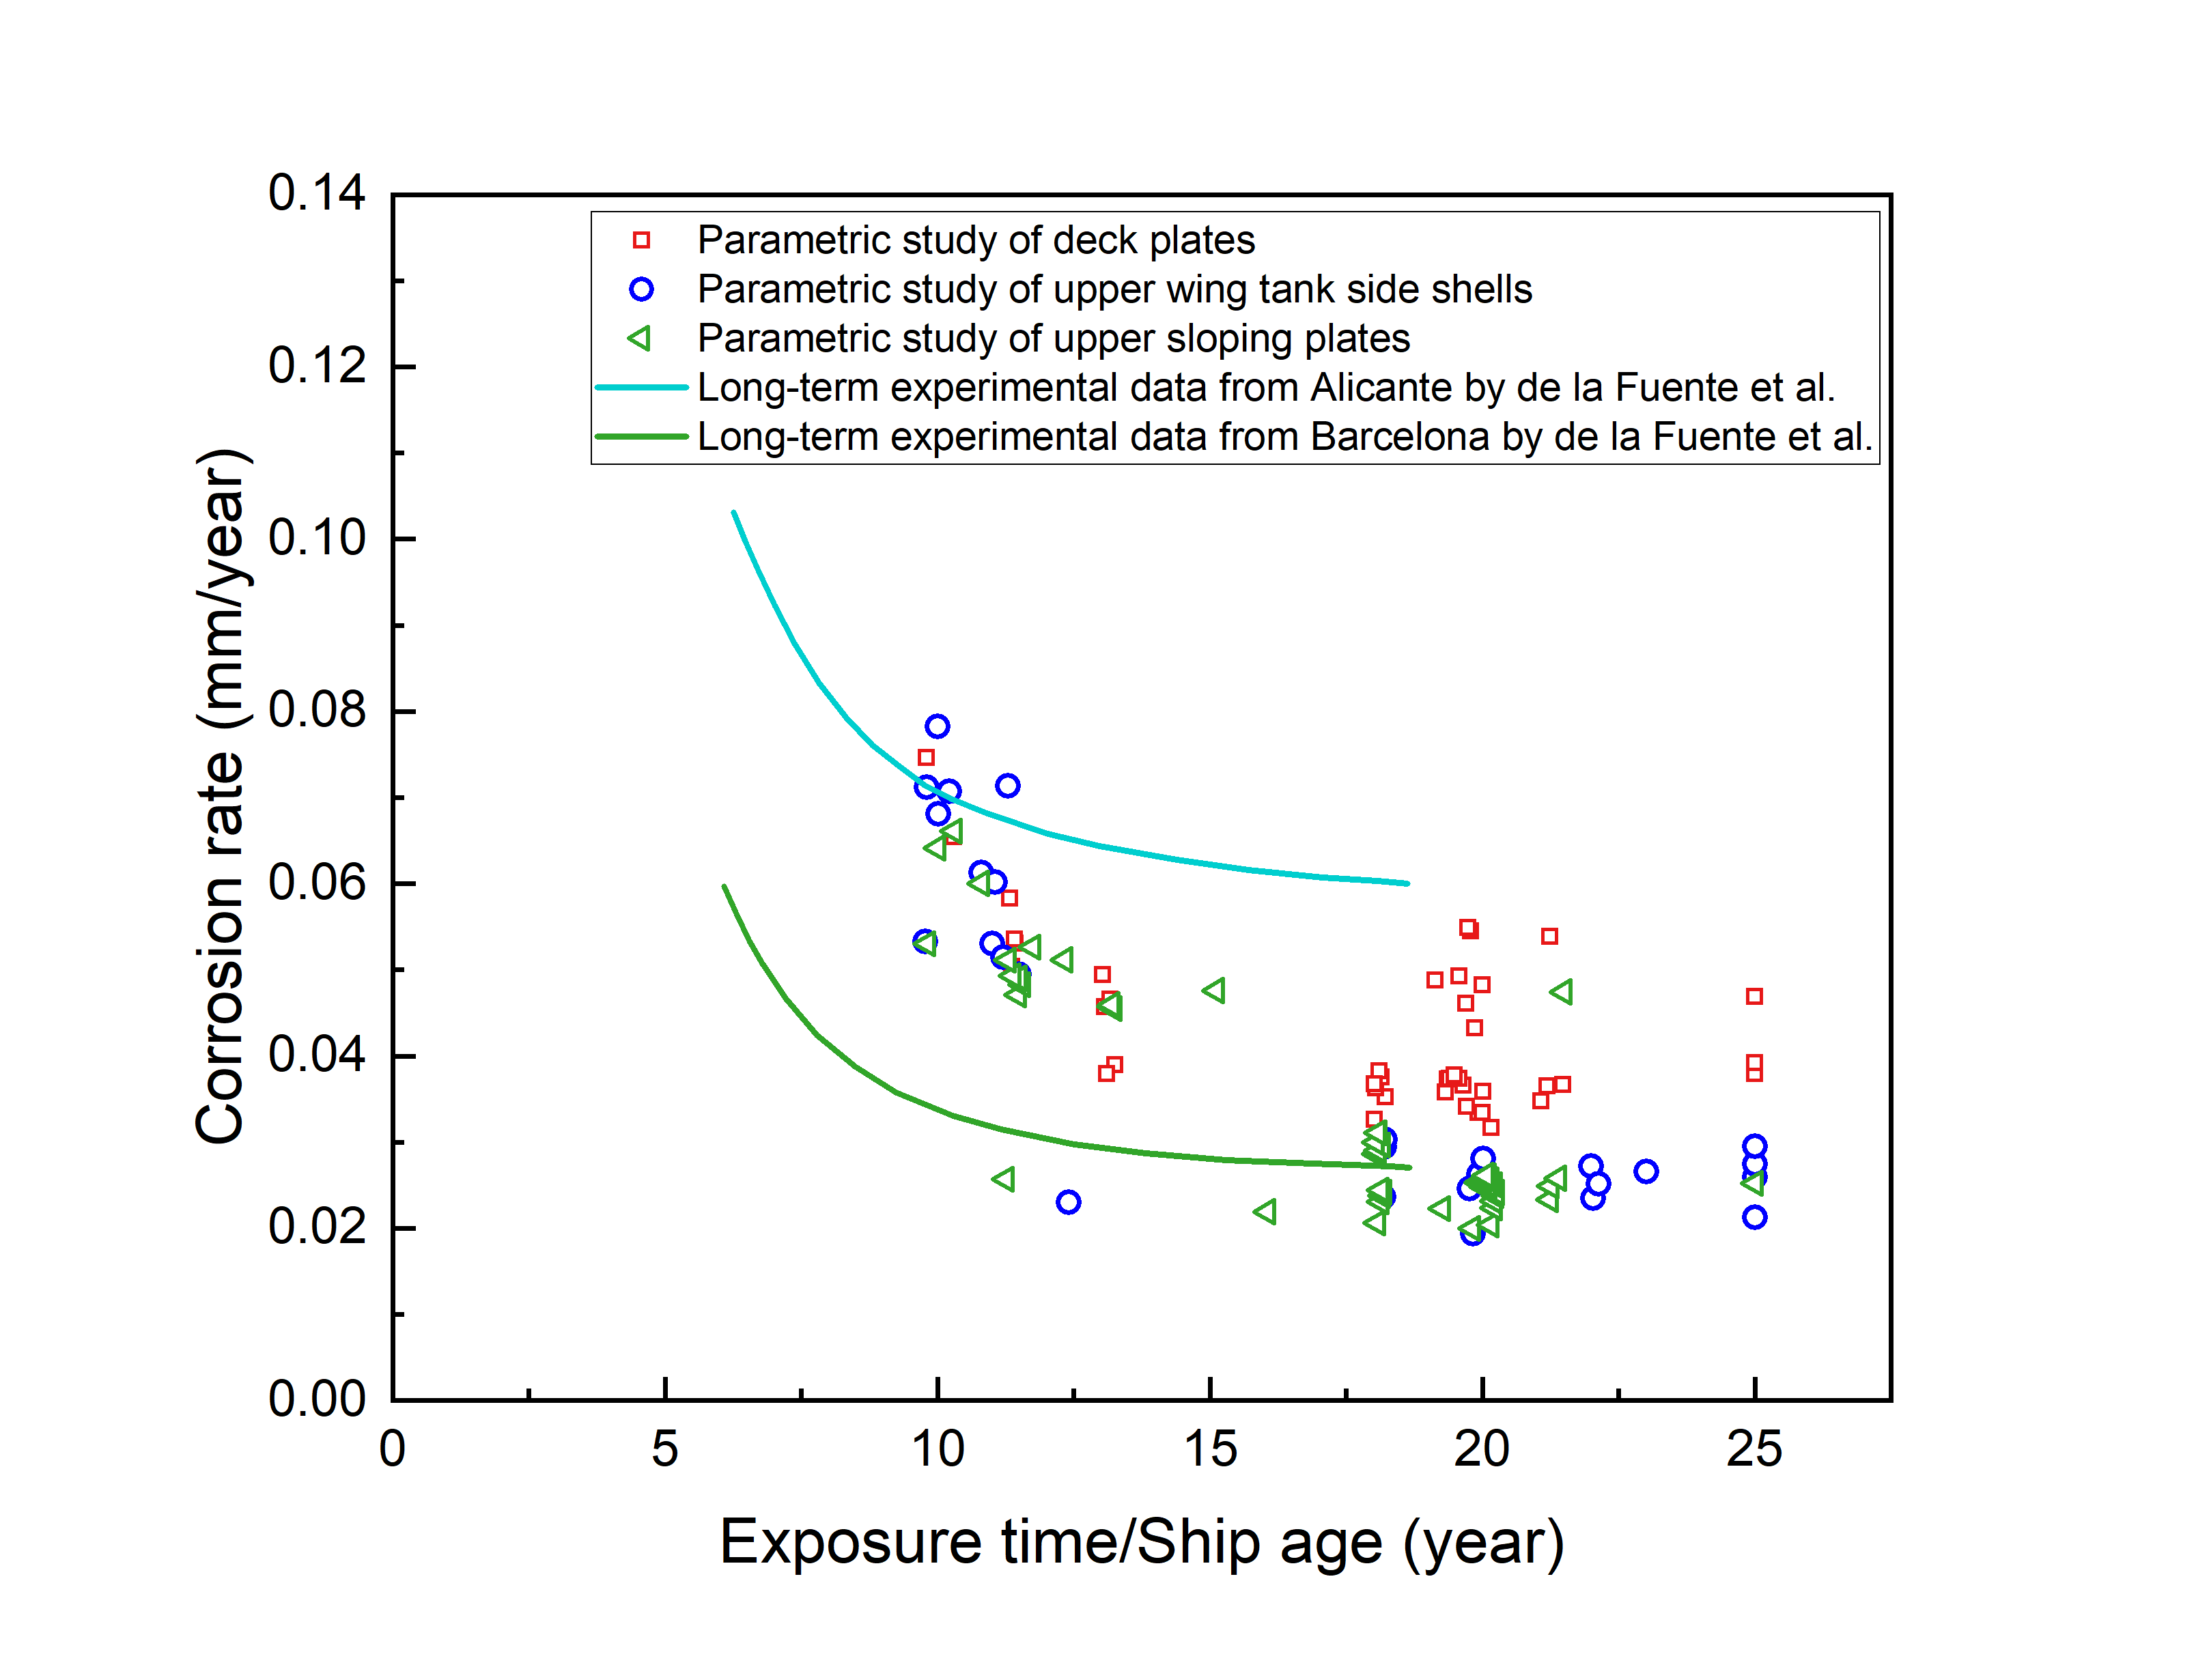 0.14
0.12
0.10
0.08
0.06
0.04
0.02
0.00
Corrosion rate (mm/year)
Parametric study of deck plates
Parametric study of upper wing tank side shells
Parametric study of upper sloping plates
Long-term experimental data from Alicante by de la Fuente et al.
Long-term experimental data from Barcelona by de la Fuente et al.
0 5 10 15 20 25
Exposure time/Ship age (year)